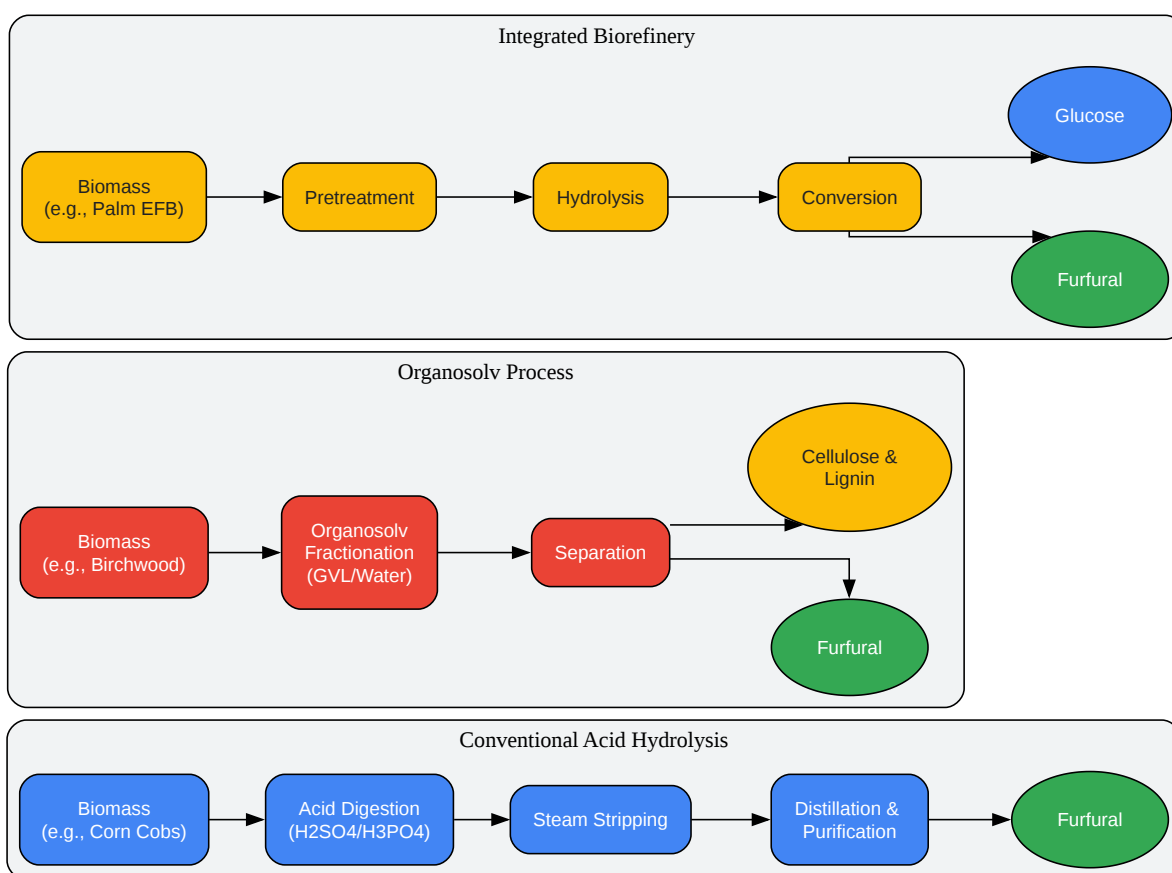 Integrated Biorefinery
Glucose
Biomass
(e.g., Palm EFB)
Pretreatment
Hydrolysis
Conversion
Furfural
Organosolv Process
Cellulose &
Lignin
Biomass
(e.g., Birchwood)
Organosolv
Fractionation
(GVL/Water)
Separation
Furfural
Conventional Acid Hydrolysis
Biomass
(e.g., Corn Cobs)
Acid Digestion
(H2SO4/H3PO4)
Steam Stripping
Distillation &
Purification
Furfural